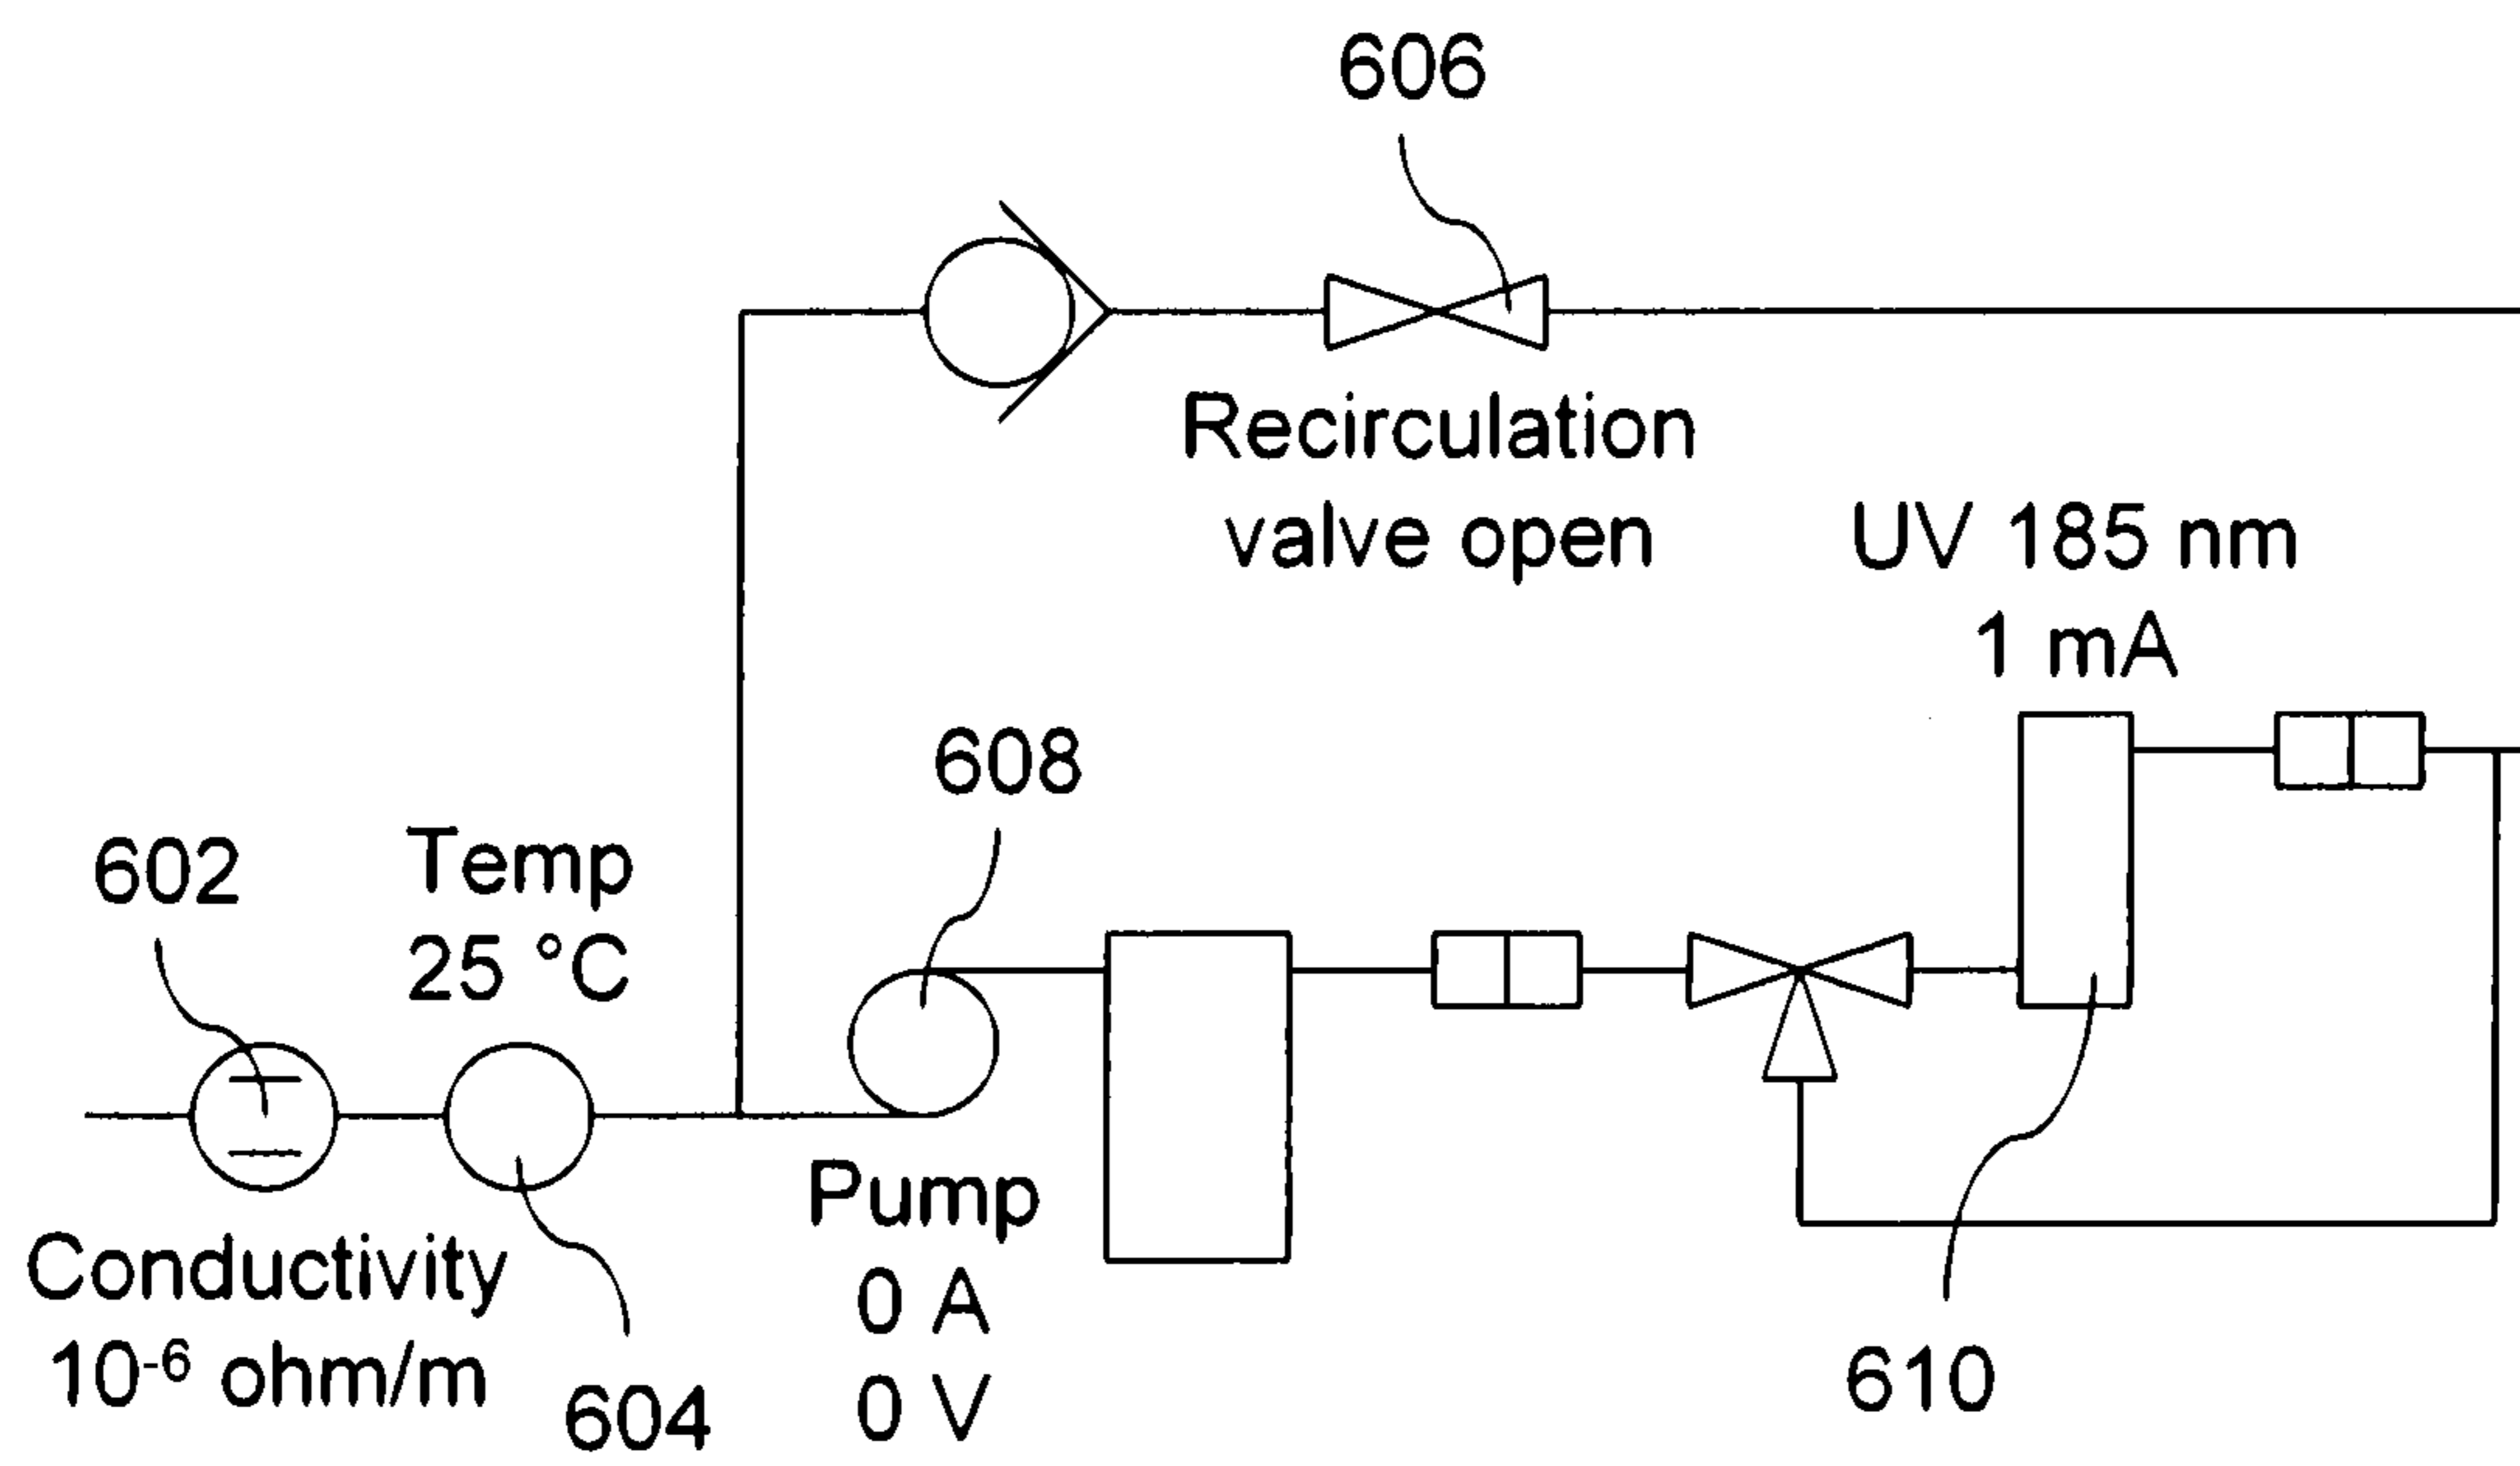 606
Recirculation
valve open
UV 185 nm
1 mA
608
602
Temp
25 °C
Pump
0 A
0 V
Conductivity
10⁻⁶ ohm/m
604
610